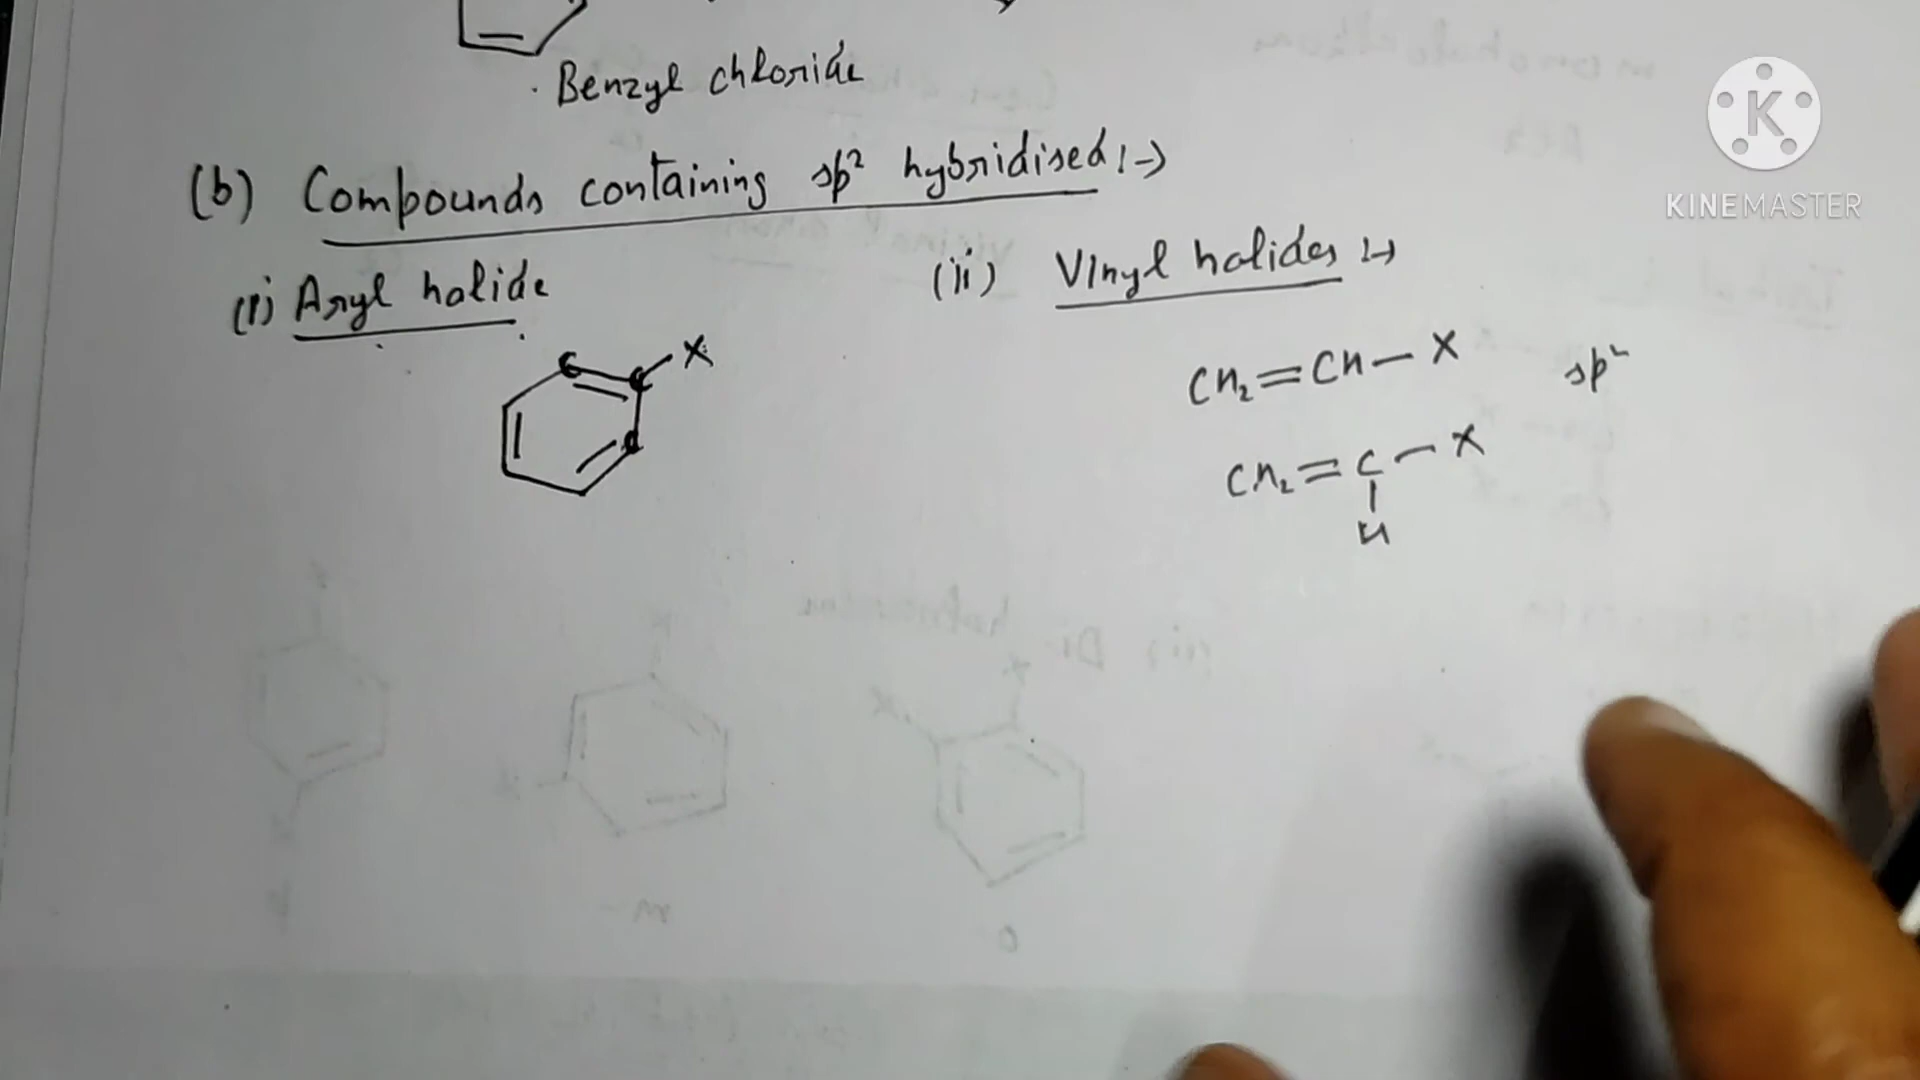 Benzyl chloride
(b) Compounds containing sp² hybridised :→
(i) Aryl halide
X
C
C
C
(ii) Vinyl halides :→
CH₂=CH—X sp²
CH₂=C—X
H
K
KINEMASTER